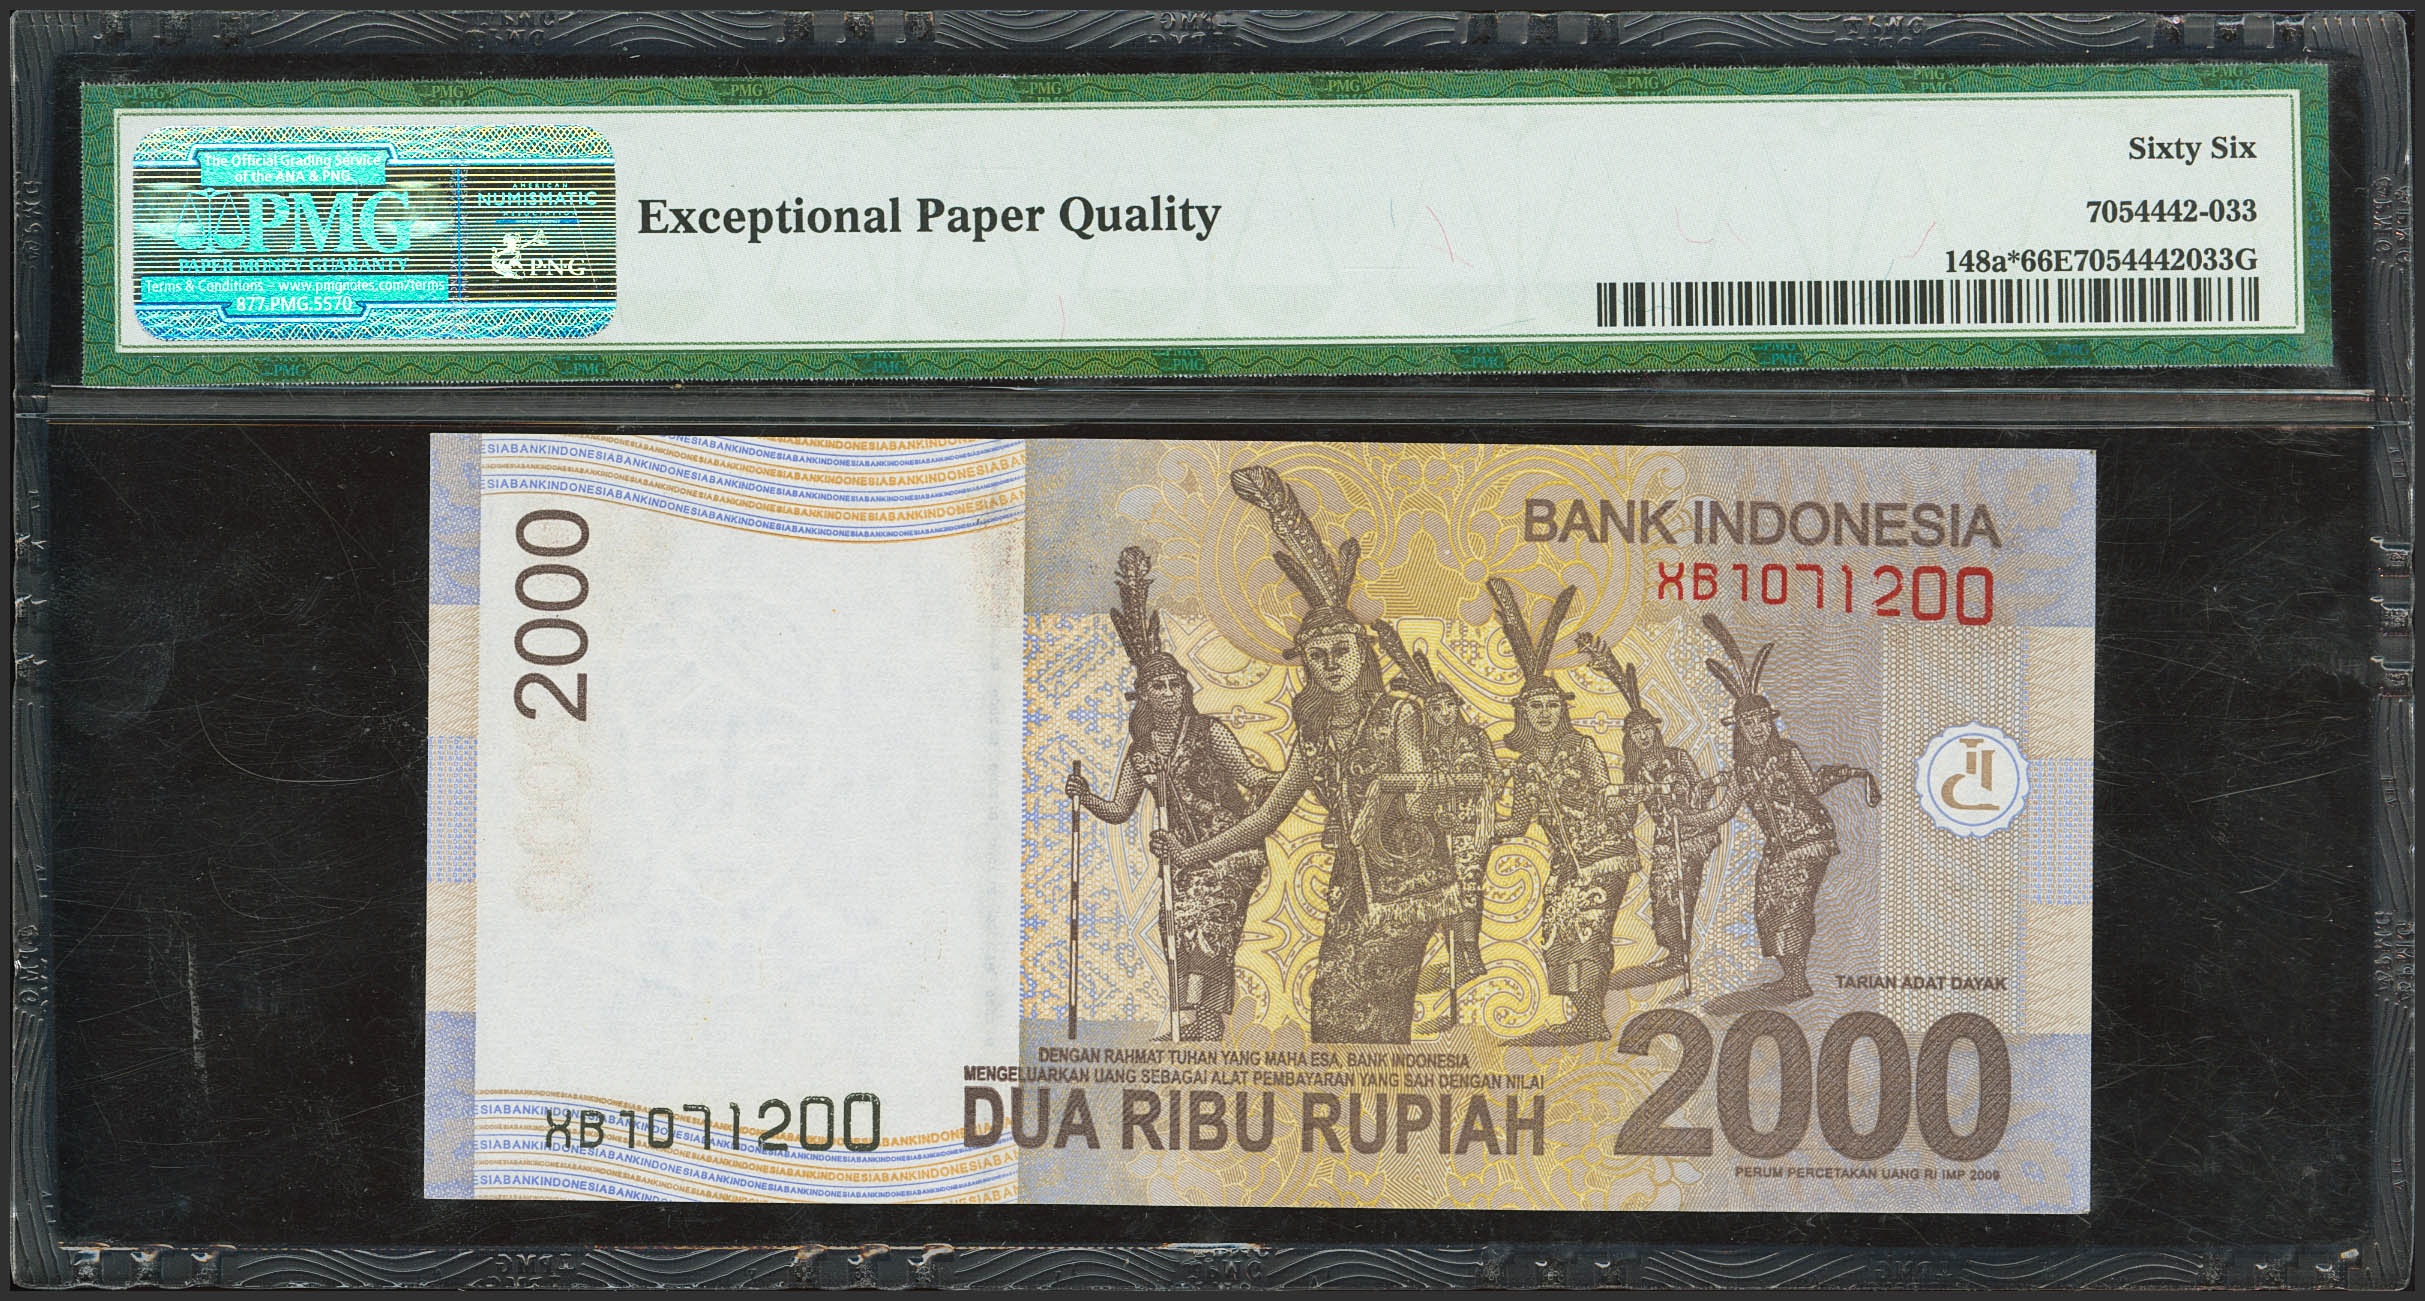 The Official Grading Service
of the ANA & PNG
PMG
PAPER MONEY GUARANTY
Terms & Conditions - www.pmgnotes.com/terms
877.PMG.5570
AMERICAN
NUMISMATIC
ASSOCIATION
PNG
Exceptional Paper Quality
Sixty Six
7054442-033
148a*66E7054442033G
2000
BANK INDONESIA
XB1071200
TARIAN ADAT DAYAK
DENGAN RAHMAT TUHAN YANG MAHA ESA, BANK INDONESIA
MENGELUARKAN UANG SEBAGAI ALAT PEMBAYARAN YANG SAH DENGAN NILAI
DUA RIBU RUPIAH
2000
XB1071200
PERUM PERCETAKAN UANG RI IMP 2009